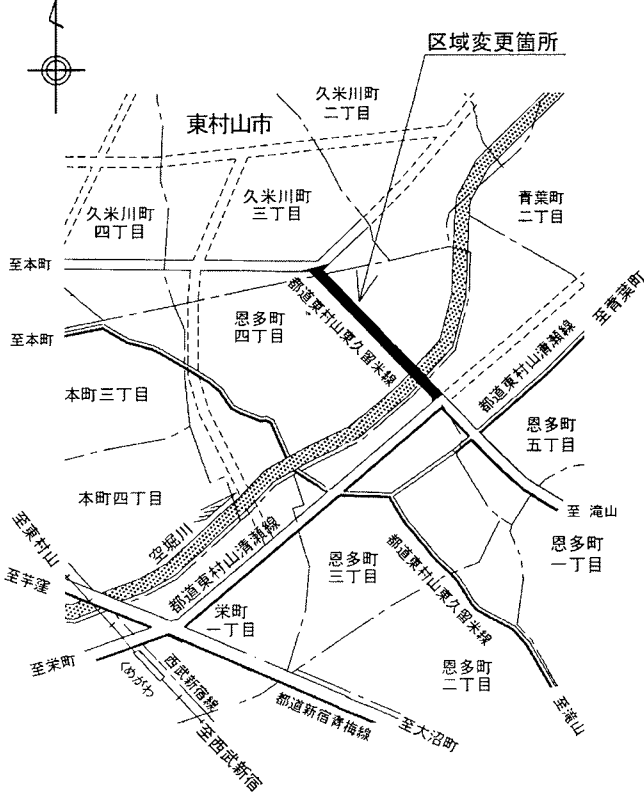 区域変更箇所
久米川町
二丁目
東村山市
久米川町
三丁目
青葉町
二丁目
久米川町
四丁目
至本町
至青葉町
都道東村山東久留米線
恩多町
四丁目
至本町
都道東村山清瀬線
本町三丁目
恩多町
五丁目
本町四丁目
至 滝山
至東村山
空堀川
都道東村山清瀬線
恩多町
三丁目
恩多町
一丁目
都道東村山東久留米線
至芋窪
栄町
一丁目
至栄町
くめがわ
西武新宿線
恩多町
二丁目
都道新宿青梅線
至大沼町
至滝山
至西武新宿